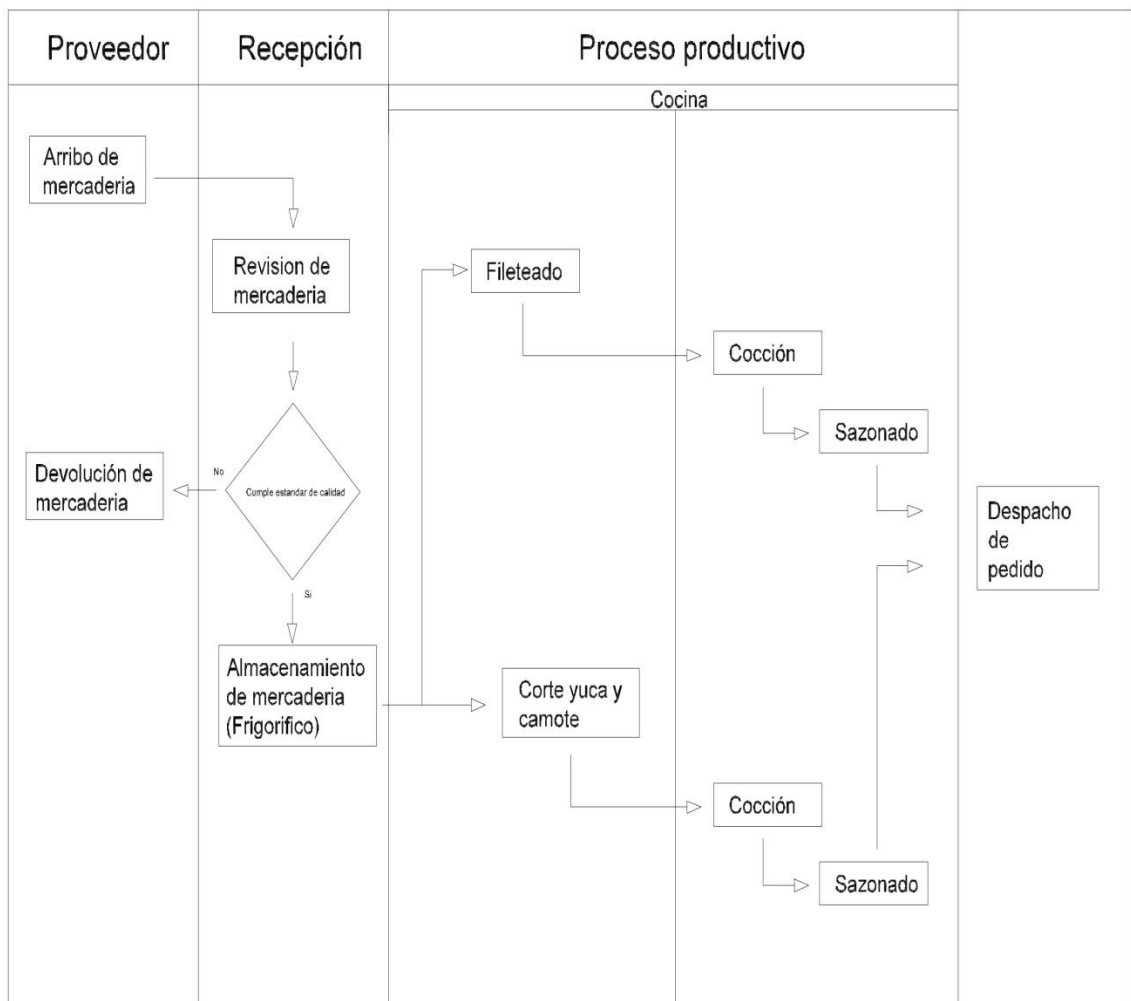 Proveedor
Recepción
Proceso productivo
Cocina
Arribo de
mercaderia
Revision de
mercaderia
Fileteado
Cocción
Sazonado
Devolución de
mercaderia
No
Cumple estandar de calidad
Si
Despacho
de
pedido
Almacenamiento
de mercaderia
(Frigorifico)
Corte yuca y
camote
Cocción
Sazonado